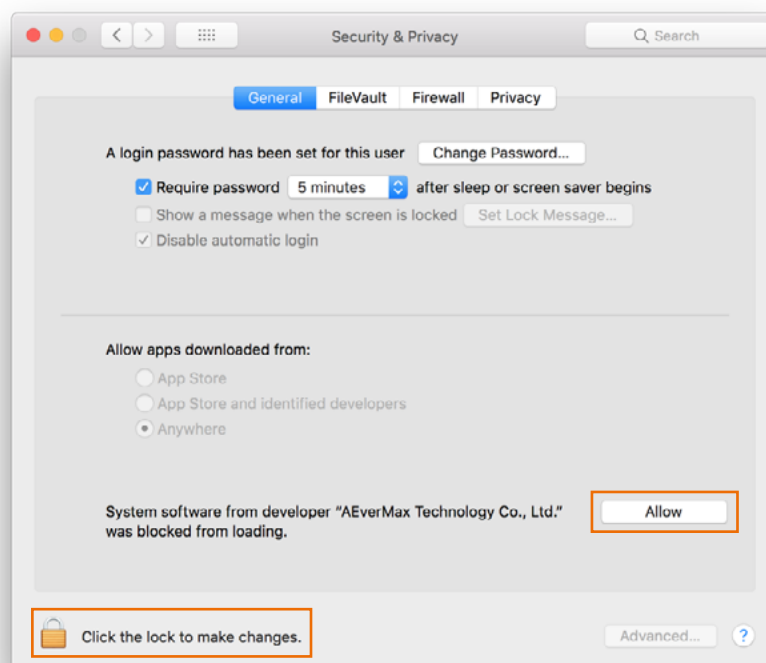 Security & Privacy
Search
General FileVault Firewall Privacy
A login password has been set for this user Change Password...
Require password 5 minutes after sleep or screen saver begins
Show a message when the screen is locked Set Lock Message...
Disable automatic login
Allow apps downloaded from:
App Store
App Store and identified developers
Anywhere
System software from developer “AEverMax Technology Co., Ltd.” Allow
was blocked from loading.
Click the lock to make changes. Advanced... ?